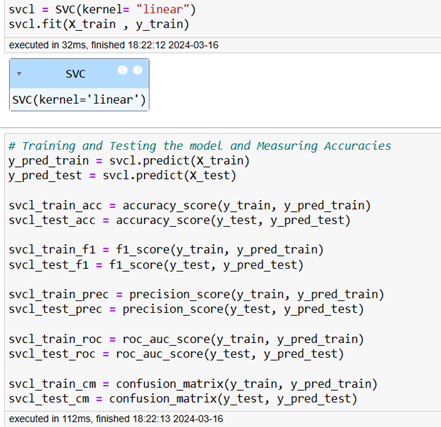 svcl = SVC(kernel= "linear")
svcl.fit(X_train , y_train)
executed in 32ms, finished 18:22:12 2024-03-16
SVC
SVC(kernel='linear')
# Training and Testing the model and Measuring Accuracies
y_pred_train = svcl.predict(X_train)
y_pred_test = svcl.predict(X_test)
svcl_train_acc = accuracy_score(y_train, y_pred_train)
svcl_test_acc = accuracy_score(y_test, y_pred_test)
svcl_train_f1 = f1_score(y_train, y_pred_train)
svcl_test_f1 = f1_score(y_test, y_pred_test)
svcl_train_prec = precision_score(y_train, y_pred_train)
svcl_test_prec = precision_score(y_test, y_pred_test)
svcl_train_roc = roc_auc_score(y_train, y_pred_train)
svcl_test_roc = roc_auc_score(y_test, y_pred_test)
svcl_train_cm = confusion_matrix(y_train, y_pred_train)
svcl_test_cm = confusion_matrix(y_test, y_pred_test)
executed in 112ms, finished 18:22:13 2024-03-16